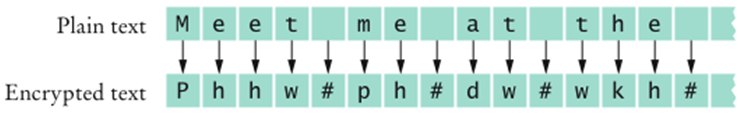 Plain text M e e t   m e   a t   t h e
Encrypted text P h h w # p h # d w # w k h #